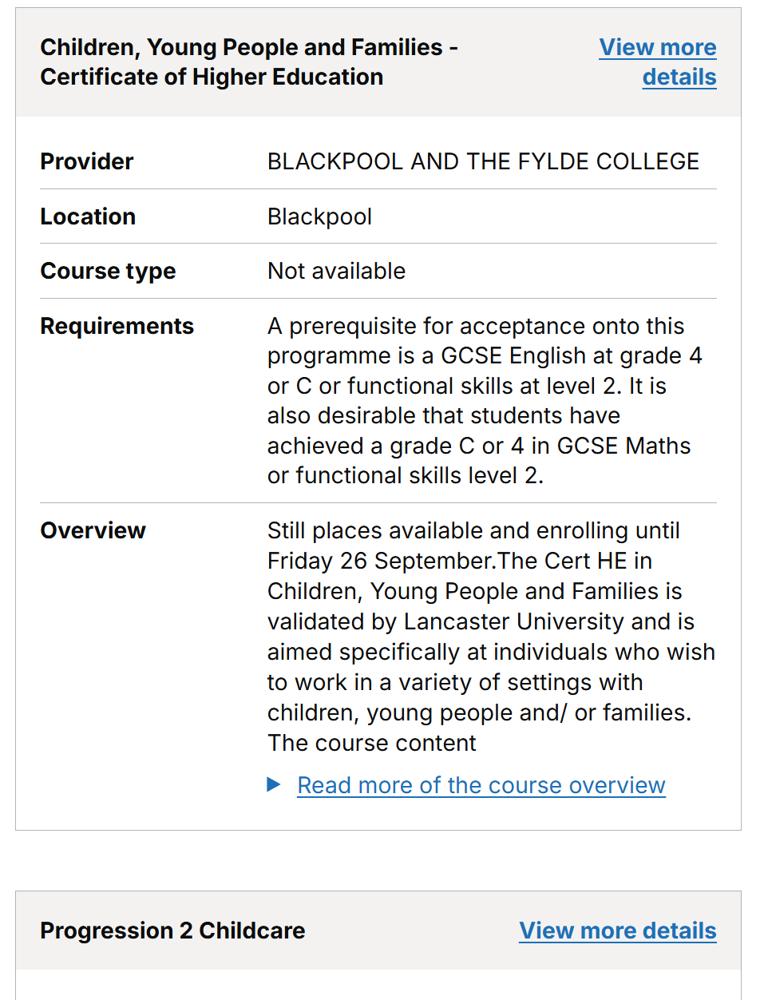 Children, Young People and Families -
Certificate of Higher Education
View more
details
Provider
BLACKPOOL AND THE FYLDE COLLEGE
Location
Blackpool
Course type
Not available
Requirements
A prerequisite for acceptance onto this
programme is a GCSE English at grade 4
or C or functional skills at level 2. It is
also desirable that students have
achieved a grade C or 4 in GCSE Maths
or functional skills level 2.
Overview
Still places available and enrolling until
Friday 26 September.The Cert HE in
Children, Young People and Families is
validated by Lancaster University and is
aimed specifically at individuals who wish
to work in a variety of settings with
children, young people and/ or families.
The course content
Read more of the course overview
Progression 2 Childcare
View more details